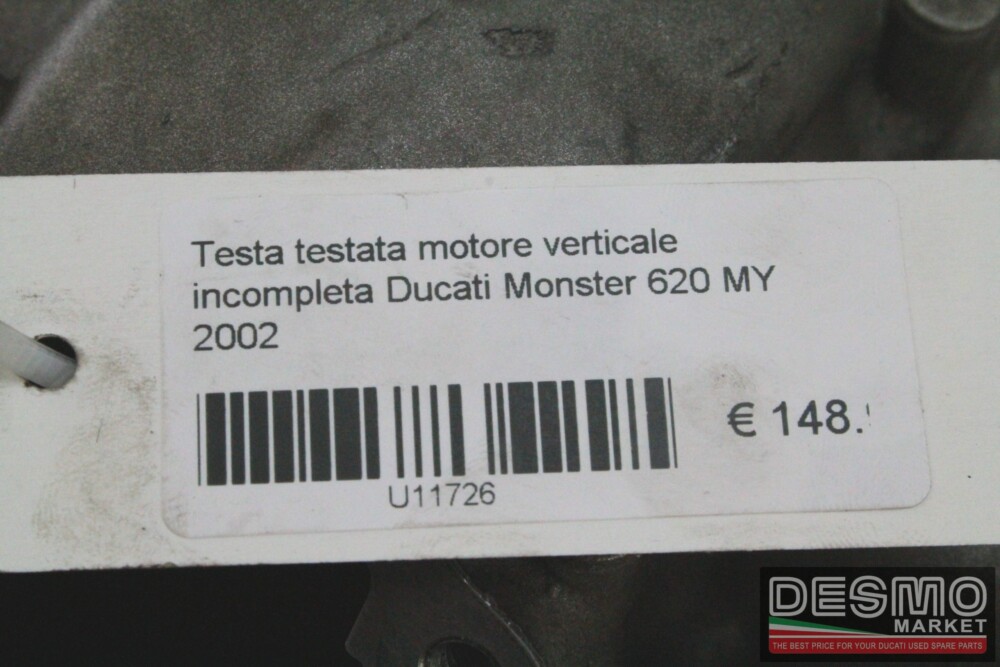 Testa testata motore verticale
incompleta Ducati Monster 620 MY
2002
€ 148.
U11726
DESMO
MARKET
THE BEST PRICE FOR YOUR DUCATI USED SPARE PARTS